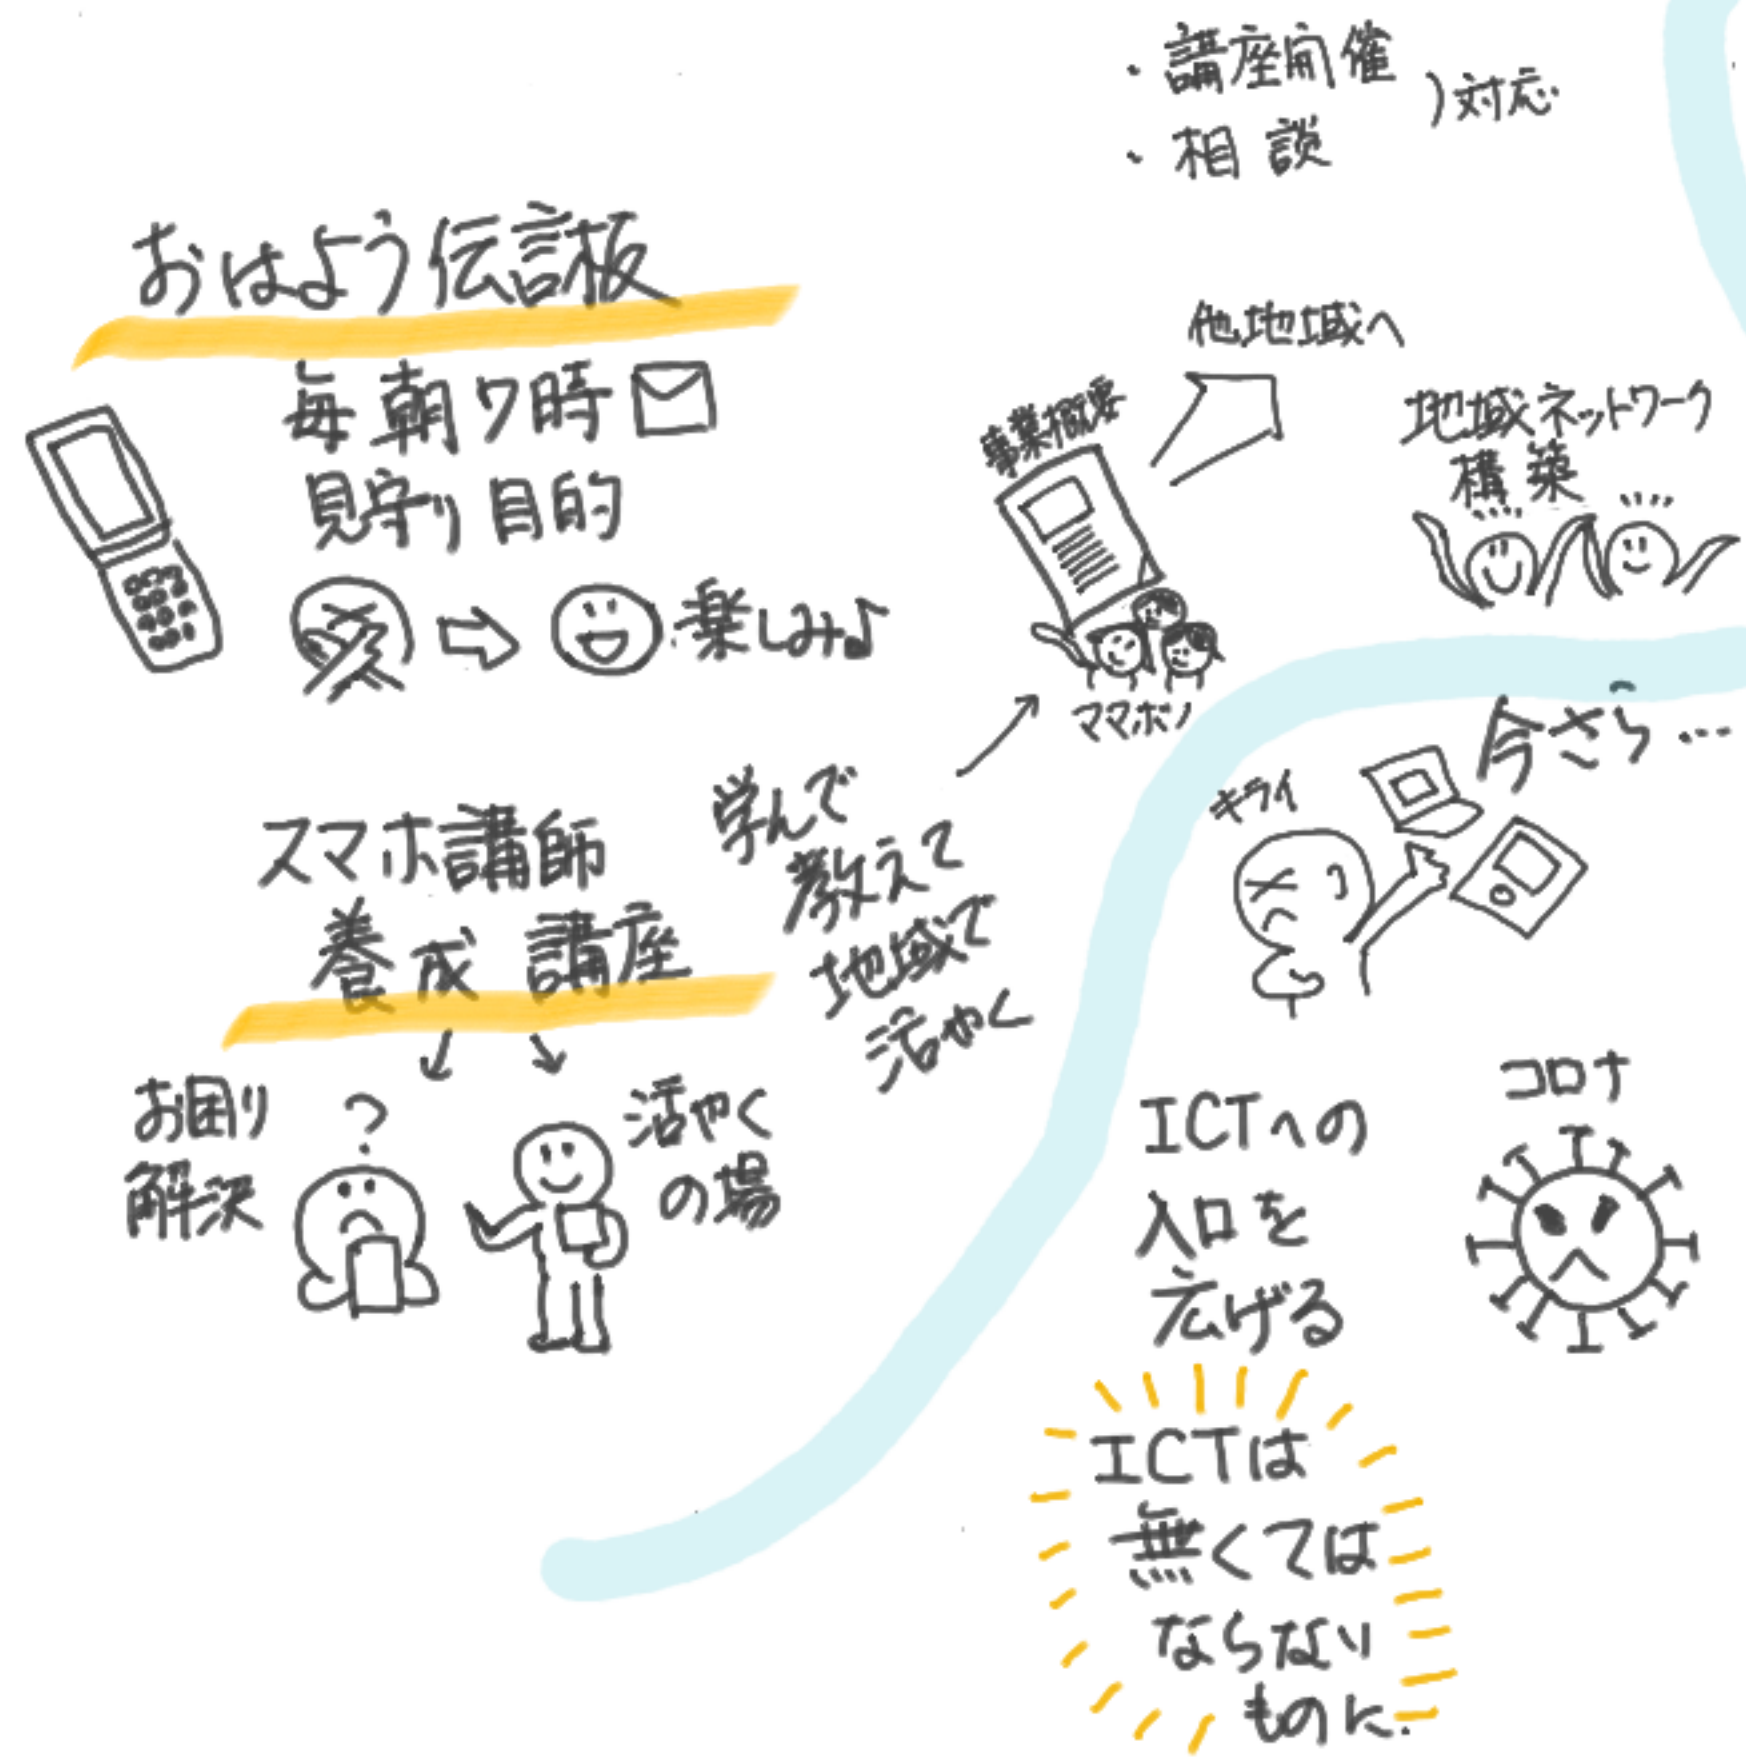 ・講座開催
・相談
)対応
おはよう伝言板
毎朝7時
見守り目的
楽しみ♪
他地域へ
事業概要
地域ネットワーク
構築
ママボノ
スマホ講師
養成講座
学んで
教えて
地域で
活やく
お困り
解決
?
活やく
の場
今さら…
キライ
ICTへの
入口を
広げる
コロナ
ICTは
無くては
ならない
ものに.